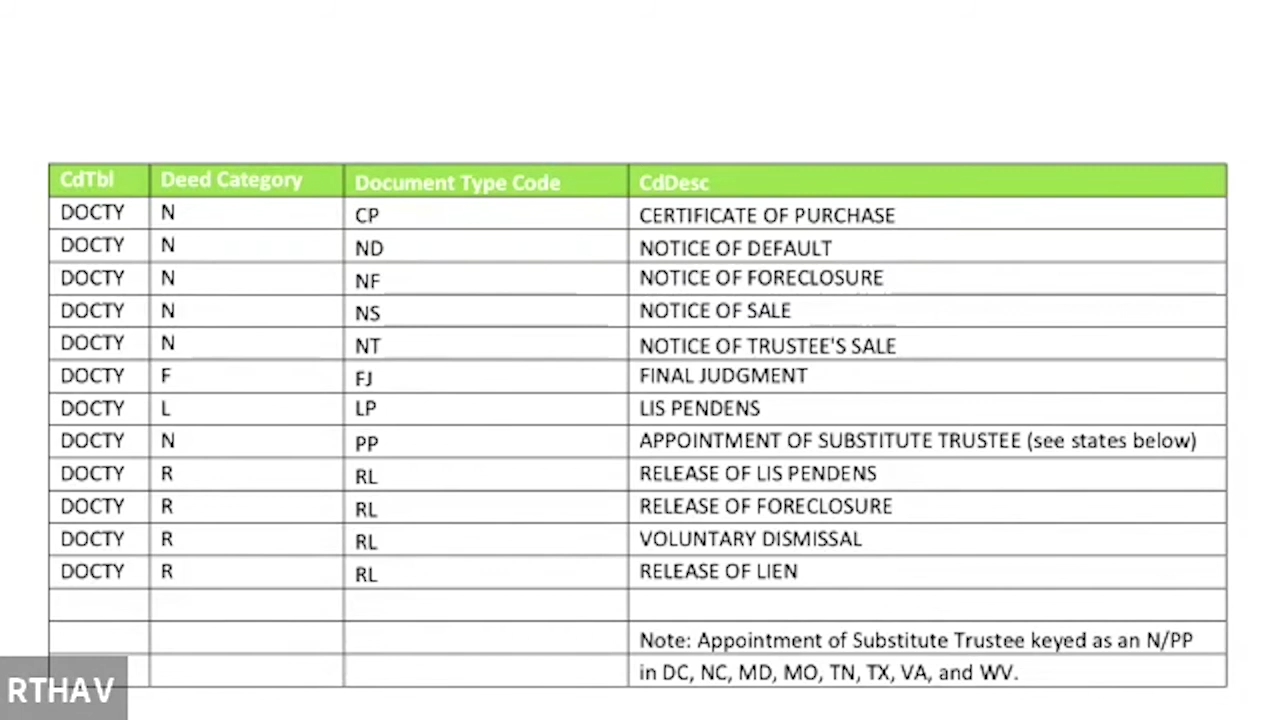 CdTbl Deed Category Document Type Code CdDesc
DOCTY N CP CERTIFICATE OF PURCHASE
DOCTY N ND NOTICE OF DEFAULT
DOCTY N NF NOTICE OF FORECLOSURE
DOCTY N NS NOTICE OF SALE
DOCTY N NT NOTICE OF TRUSTEE'S SALE
DOCTY F FJ FINAL JUDGMENT
DOCTY L LP LIS PENDENS
DOCTY N PP APPOINTMENT OF SUBSTITUTE TRUSTEE (see states below)
DOCTY R RL RELEASE OF LIS PENDENS
DOCTY R RL RELEASE OF FORECLOSURE
DOCTY R RL VOLUNTARY DISMISSAL
DOCTY R RL RELEASE OF LIEN
Note: Appointment of Substitute Trustee keyed as an N/PP
in DC, NC, MD, MO, TN, TX, VA, and WV.
RTHAV